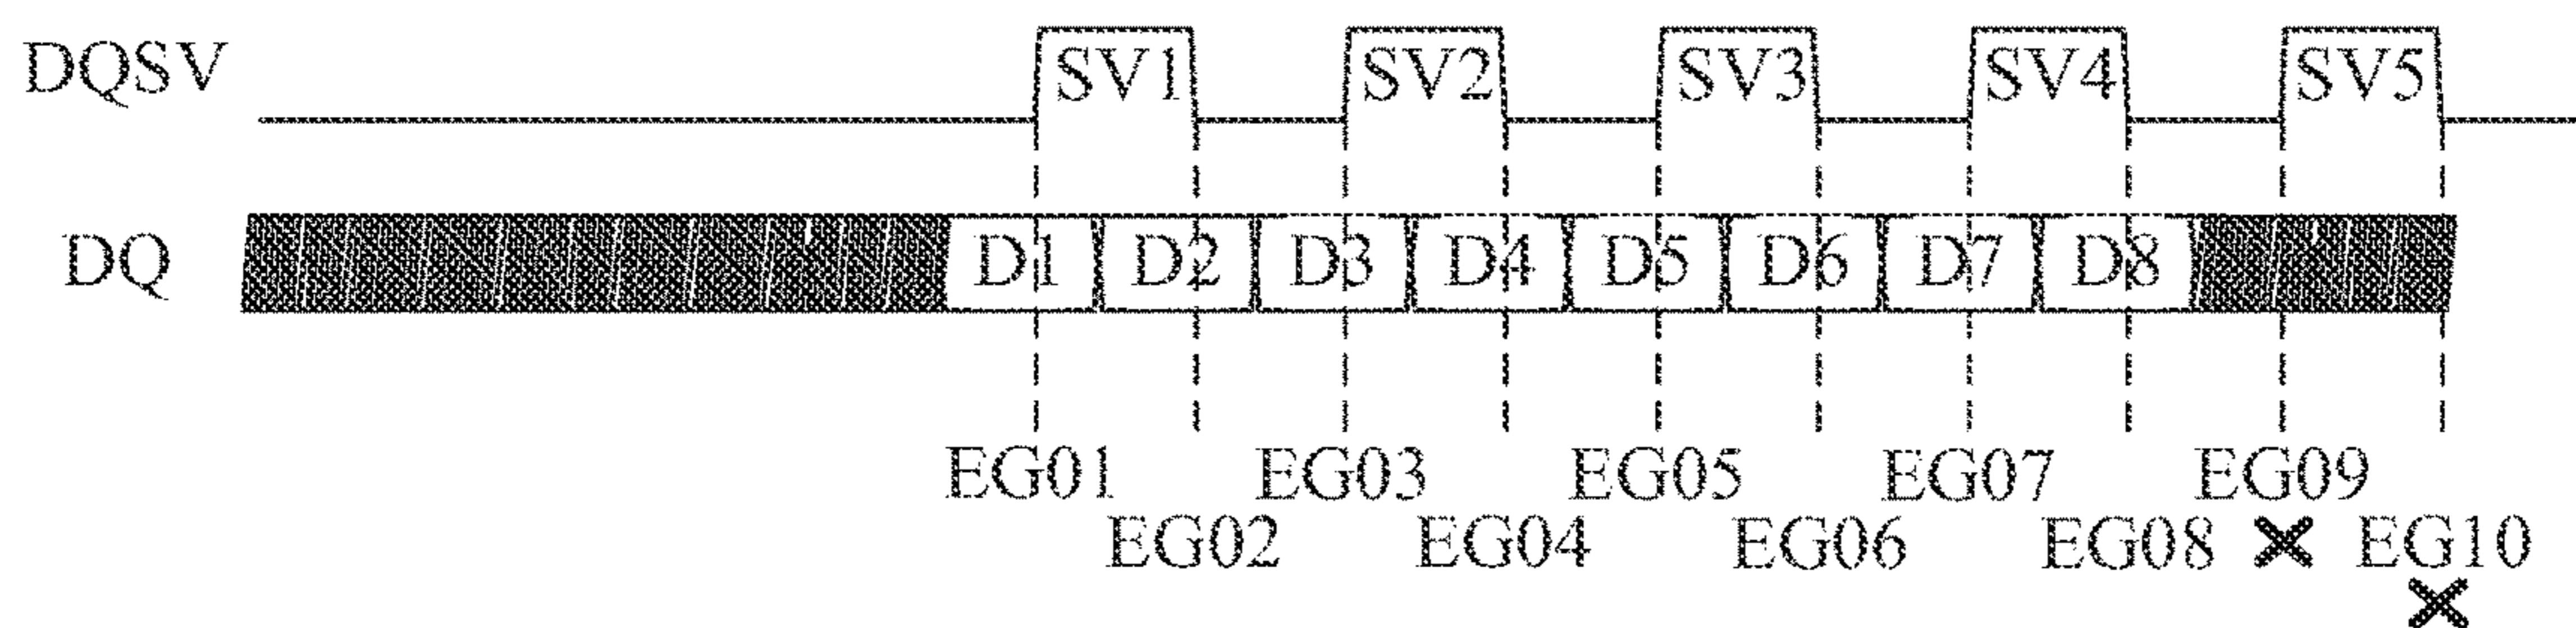 DQSV SV1 SV2 SV3 SV4 SV5
DQ D1 D2 D3 D4 D5 D6 D7 D8
EG01 EG03 EG05 EG07 EG09
EG02 EG04 EG06 EG08 EG10